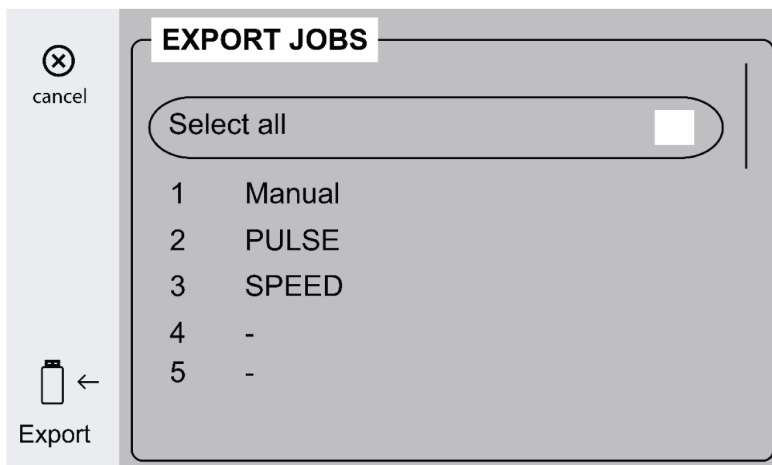 EXPORT JOBS
cancel
Select all
1 Manual
2 PULSE
3 SPEED
4 -
5 -
Export